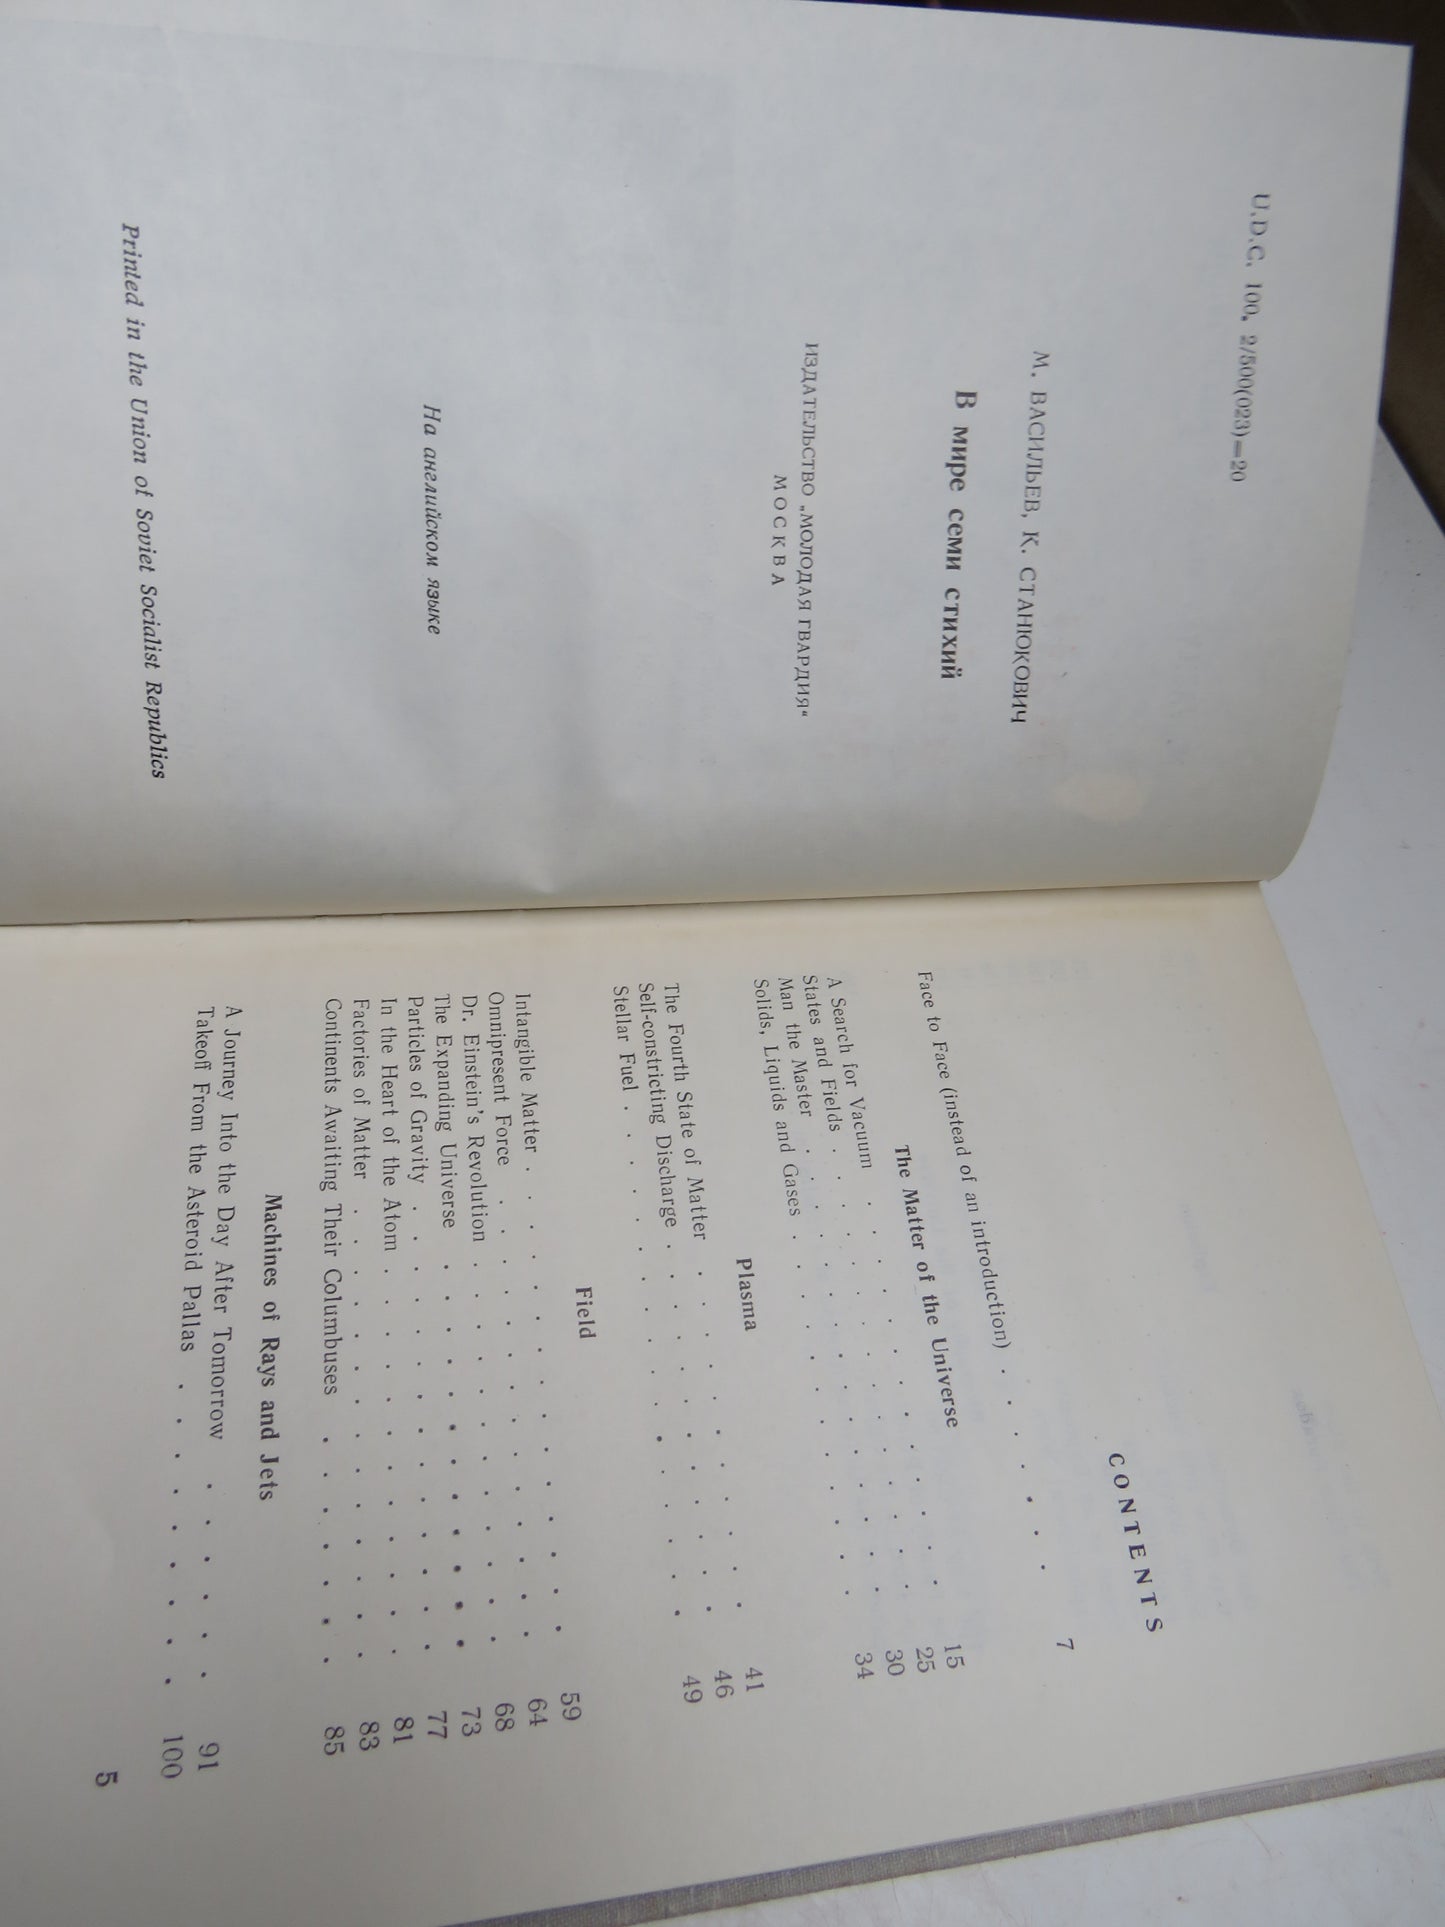 U.D.C. 100. 2/500(023)=20
М. ВАСИЛЬЕВ, К. СТАНЮКОВИЧ
В мире семи стихий
ИЗДАТЕЛЬСТВО „МОЛОДАЯ ГВАРДИЯ“
МОСКВА
На английском языке
Printed in the Union of Soviet Socialist Republics
CONTENTS
Face to Face (instead of an introduction) . . . . . . . 7
The Matter of the Universe
A Search for Vacuum . . . . . . . . . . . 15
States and Fields . . . . . . . . . . . . 25
Man the Master . . . . . . . . . . . . 30
Solids, Liquids and Gases . . . . . . . . . . 34
Plasma
The Fourth State of Matter . . . . . . . . . . 41
Self-constricting Discharge . . . . . . . . . . 46
Stellar Fuel . . . . . . . . . . . . . . 49
Field
Intangible Matter . . . . . . . . . . . . . 59
Omnipresent Force . . . . . . . . . . . . . 64
Dr. Einstein's Revolution . . . . . . . . . . . 68
The Expanding Universe . . . . . . . . . . . 73
Particles of Gravity . . . . . . . . . . . . 77
In the Heart of the Atom . . . . . . . . . . . 81
Factories of Matter . . . . . . . . . . . . 83
Continents Awaiting Their Columbuses . . . . . . . 85
Machines of Rays and Jets
A Journey Into the Day After Tomorrow . . . . . . 91
Takeoff From the Asteroid Pallas . . . . . . . . . 100
5